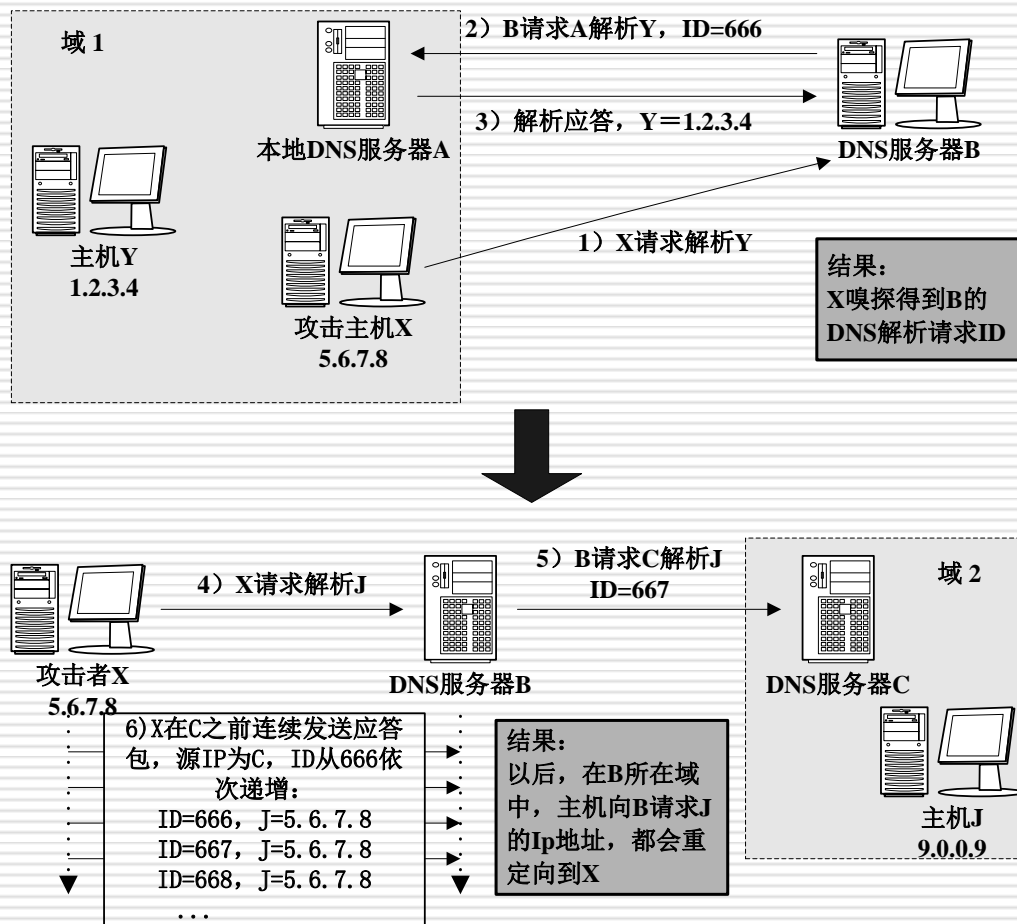 域 1
2）B请求A解析Y，ID=666
3）解析应答，Y＝1.2.3.4
本地DNS服务器A
DNS服务器B
主机Y
1.2.3.4
1）X请求解析Y
攻击主机X
5.6.7.8
结果：
X嗅探得到B的
DNS解析请求ID
4）X请求解析J
5）B请求C解析J
ID=667
域 2
攻击者X
5.6.7.8
DNS服务器B
DNS服务器C
6)X在C之前连续发送应答
包，源IP为C，ID从666依
次递增：
ID=666，J=5.6.7.8
ID=667，J=5.6.7.8
ID=668，J=5.6.7.8
...
结果：
以后，在B所在域
中，主机向B请求J
的Ip地址，都会重
定向到X
主机J
9.0.0.9